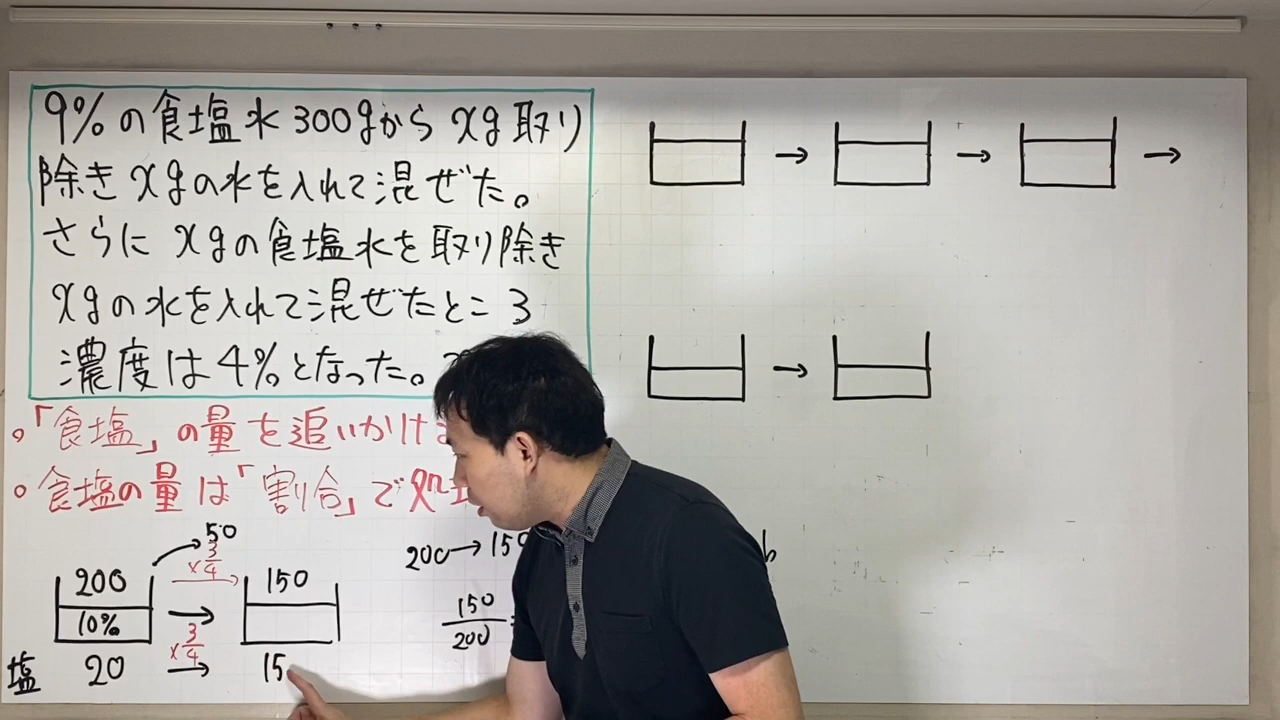 9%の食塩水300gからxg取り
除きxgの水を入れて混ぜた。
さらにxgの食塩水を取り除き
xgの水を入れて混ぜたところ
濃度は4%となった。
。「食塩」の量を追いかける
。食塩の量は「割合」で処
50
×3/4
200
150
10%
×3/4
塩 20 15
200→150
150/200